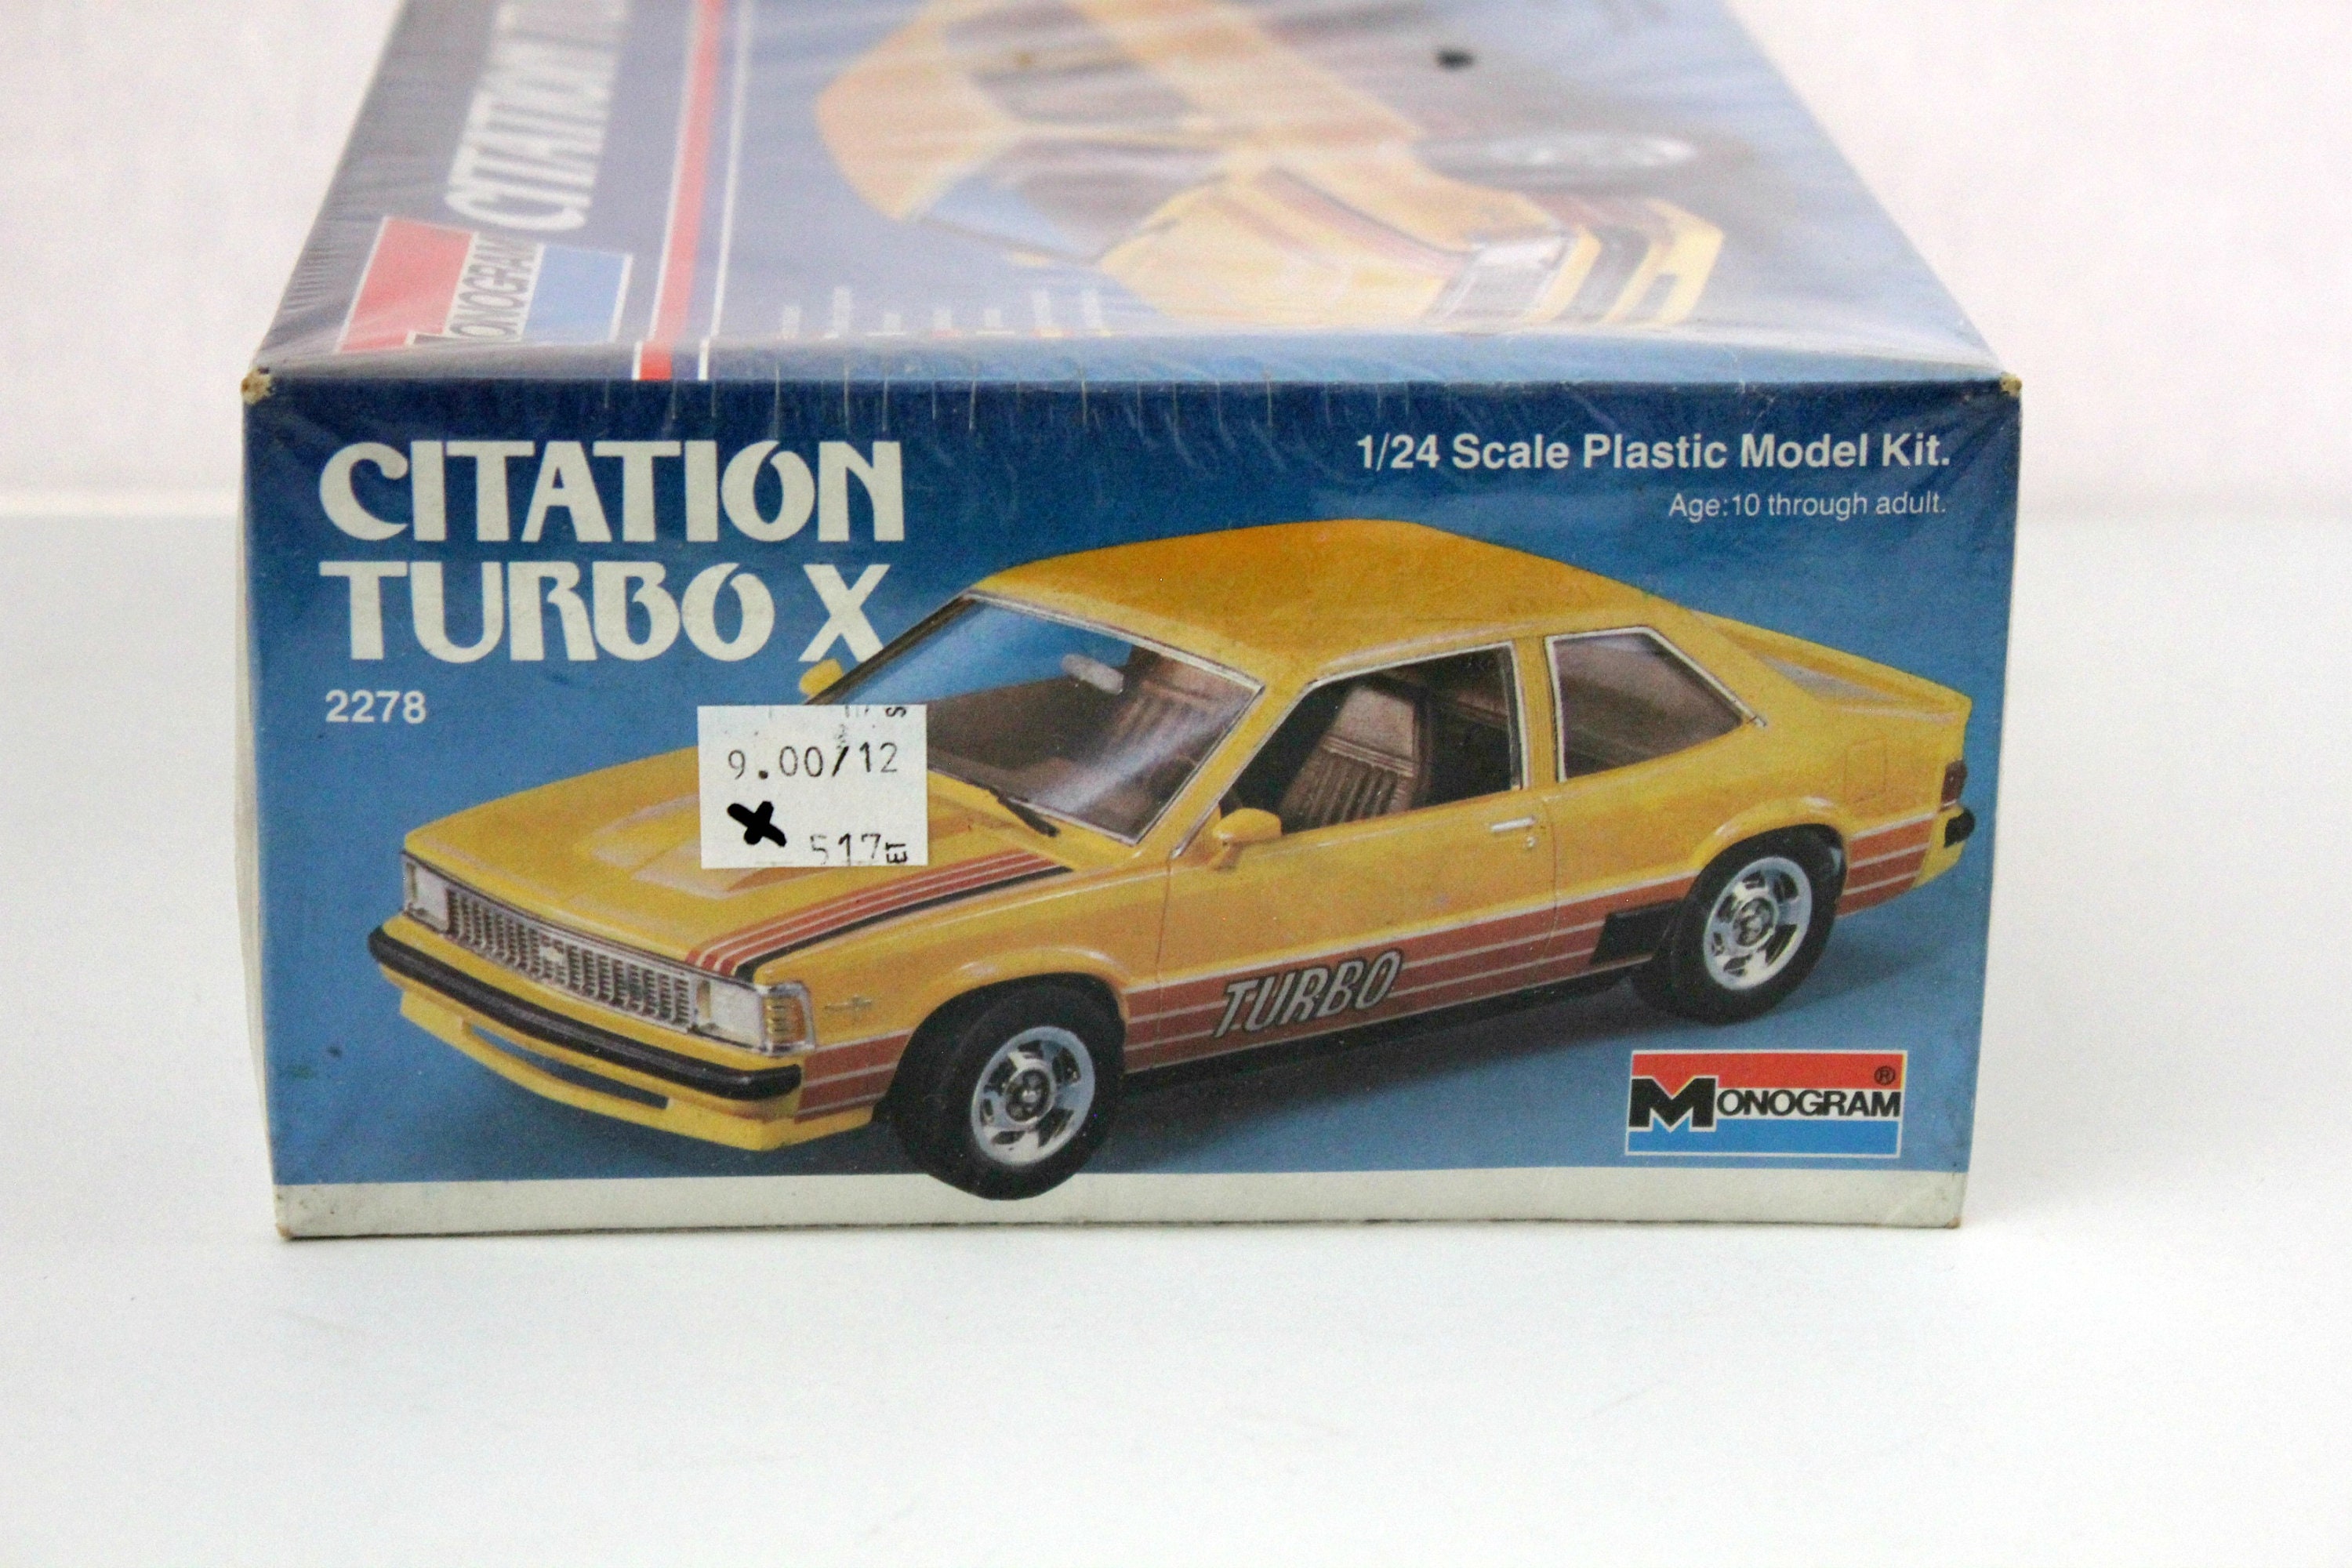 CITATION
MONOGRAM
CITATION
TURBO X
2278
1/24 Scale Plastic Model Kit.
Age:10 through adult.
9.00/12
517
ET
TURBO
MONOGRAM®